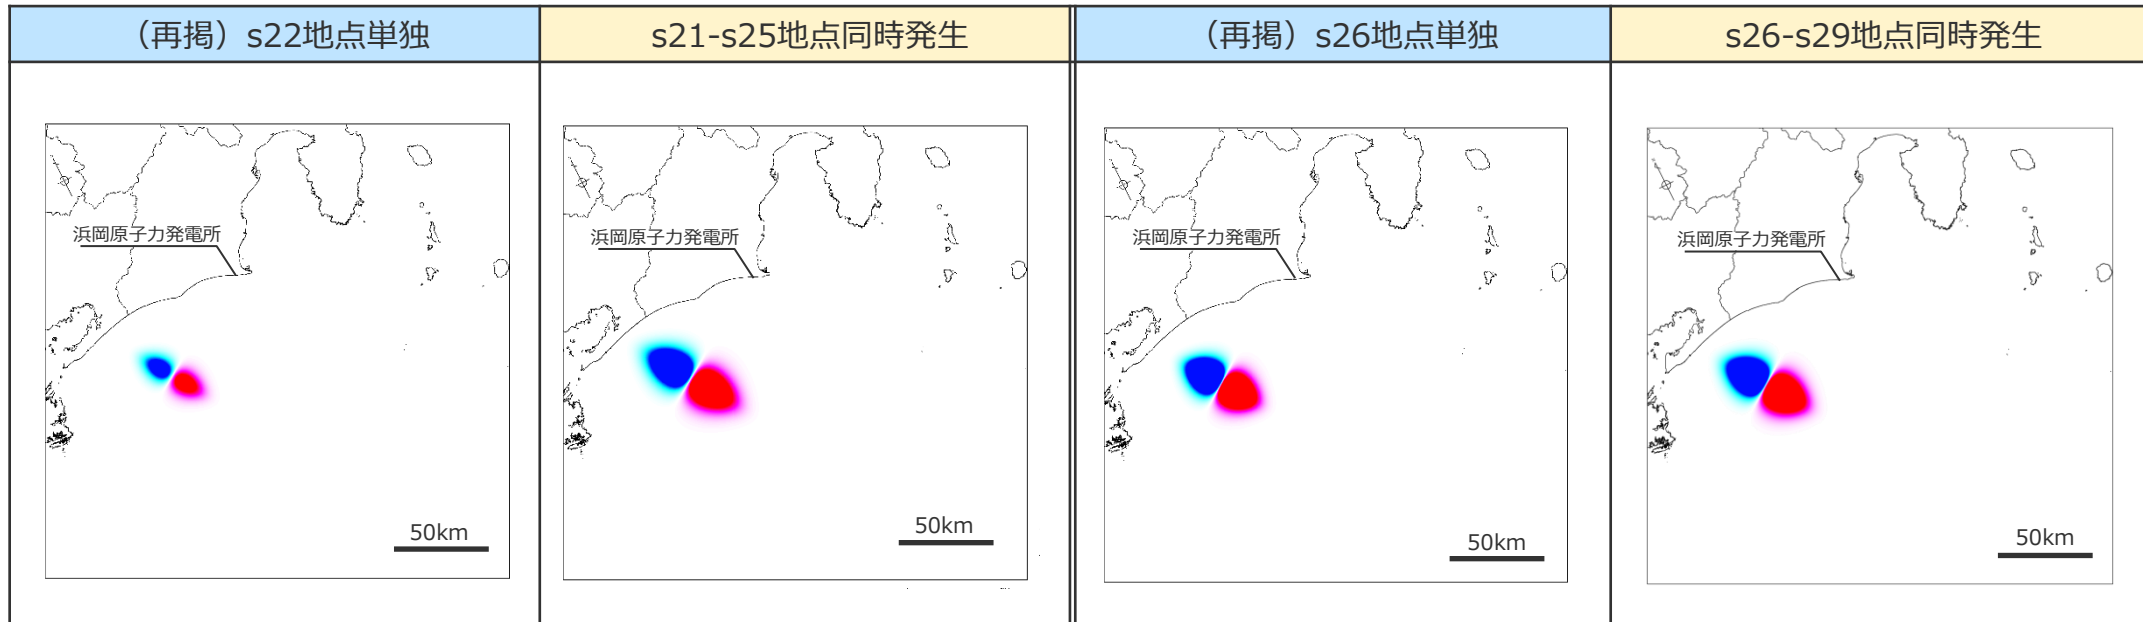 （再掲）s22地点単独
s21-s25地点同時発生
（再掲）s26地点単独
s26-s29地点同時発生
浜岡原子力発電所
50km
浜岡原子力発電所
50km
浜岡原子力発電所
50km
浜岡原子力発電所
50km